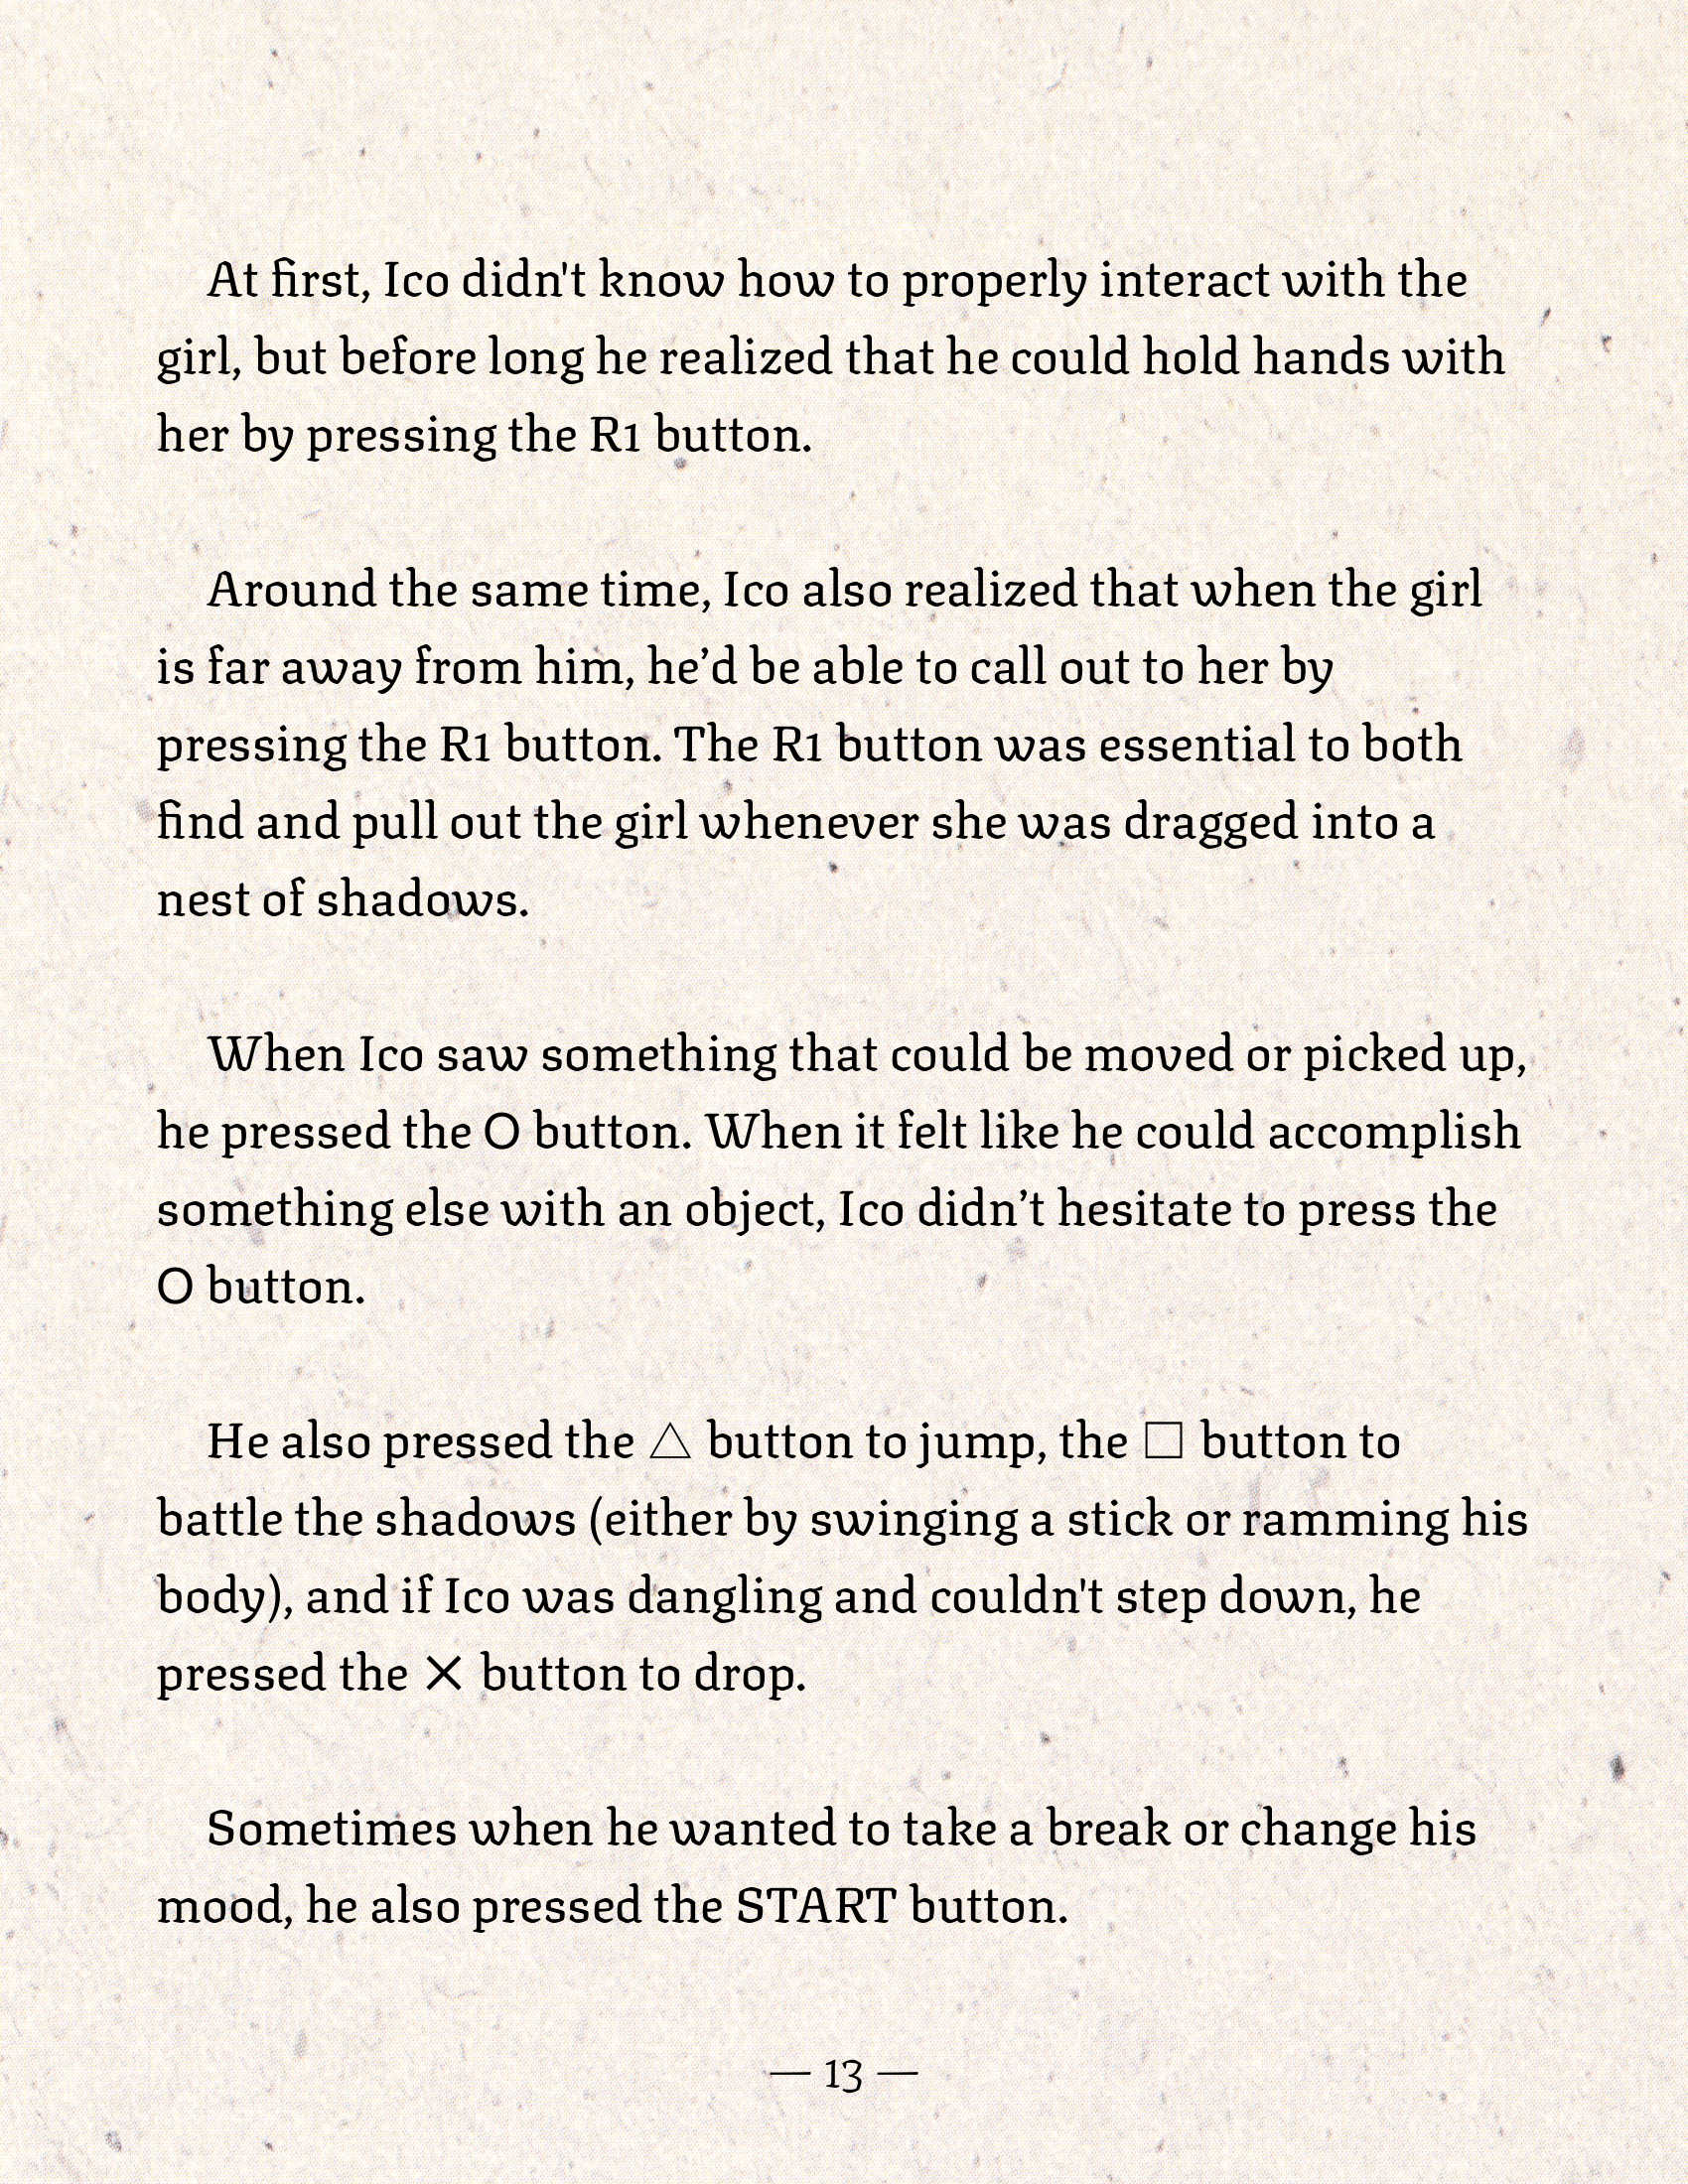 At first, Ico didn't know how to properly interact with the
girl, but before long he realized that he could hold hands with
her by pressing the R1 button.
Around the same time, Ico also realized that when the girl
is far away from him, he’d be able to call out to her by
pressing the R1 button. The R1 button was essential to both
find and pull out the girl whenever she was dragged into a
nest of shadows.
When Ico saw something that could be moved or picked up,
he pressed the O button. When it felt like he could accomplish
something else with an object, Ico didn’t hesitate to press the
O button.
He also pressed the △ button to jump, the □ button to
battle the shadows (either by swinging a stick or ramming his
body), and if Ico was dangling and couldn't step down, he
pressed the ✕ button to drop.
Sometimes when he wanted to take a break or change his
mood, he also pressed the START button.
— 13 —